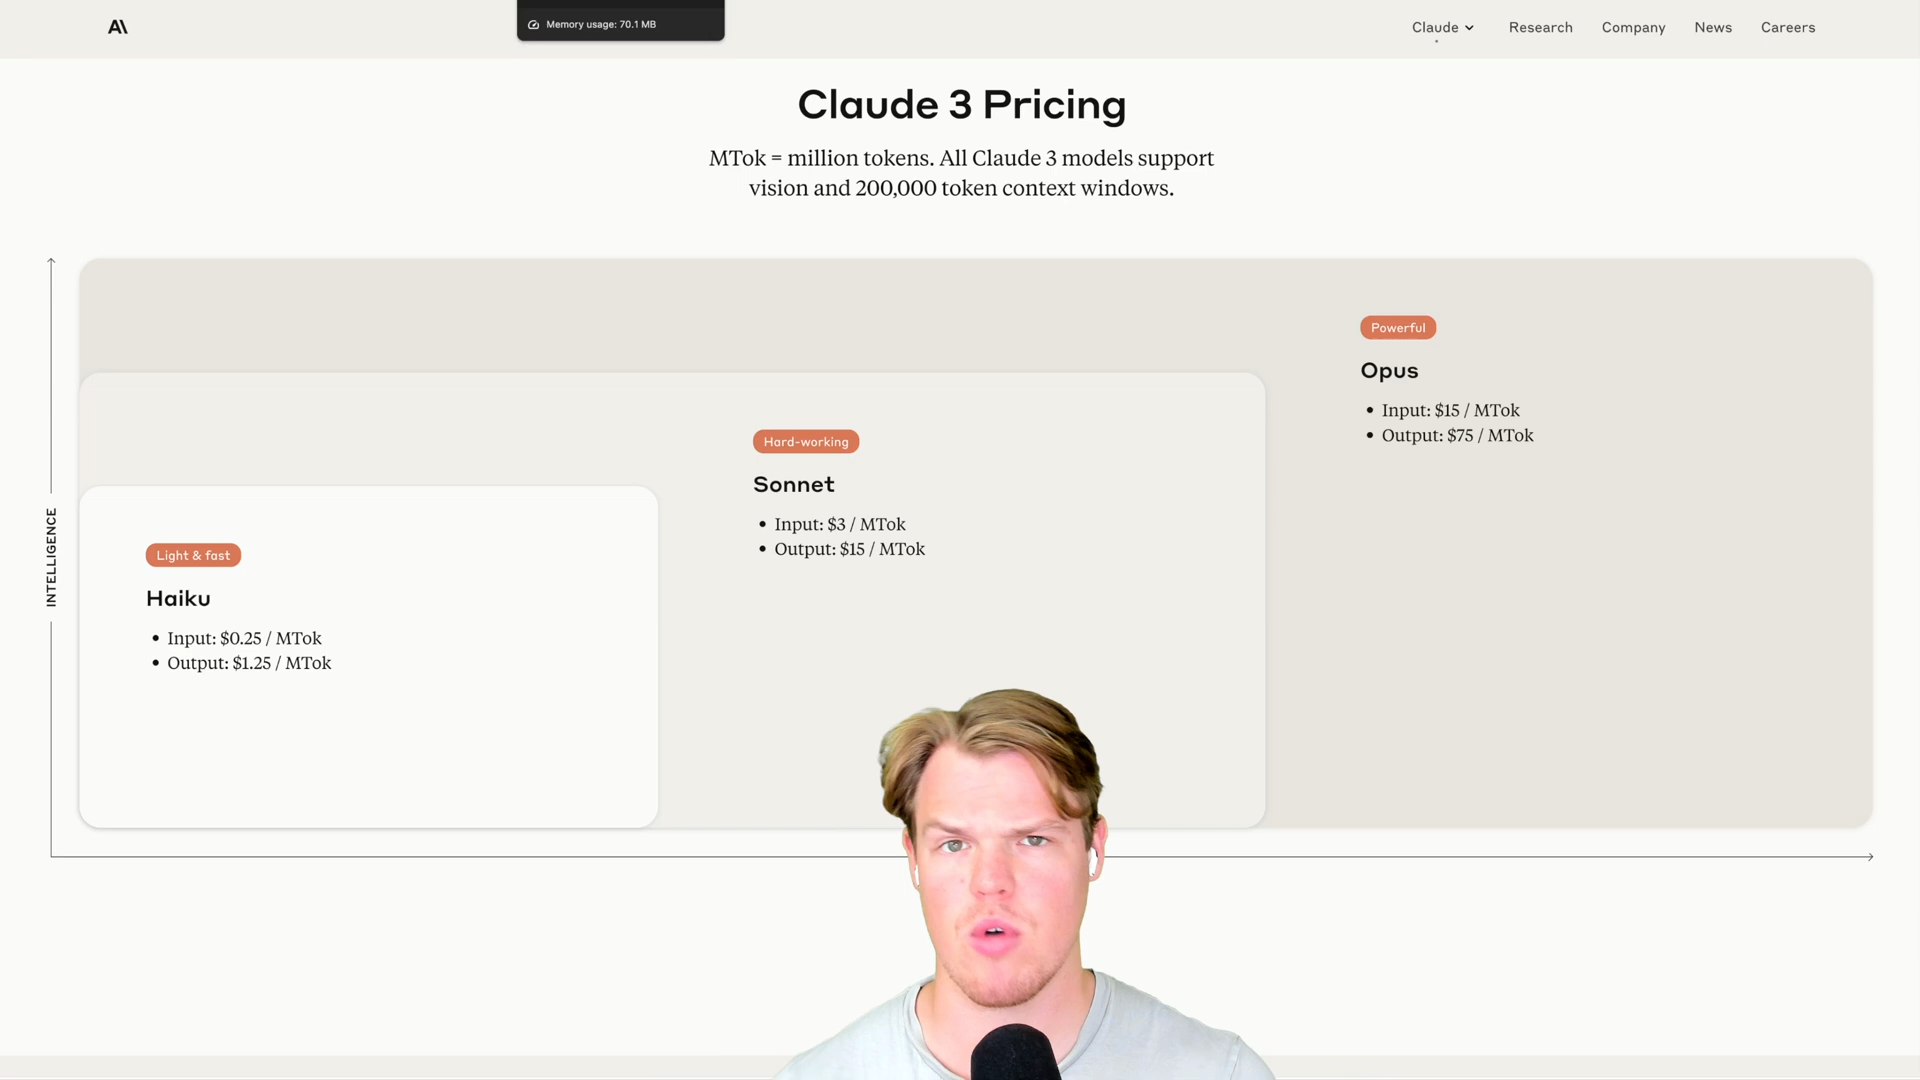 Memory usage: 70.1 MB
Claude Research Company News Careers
Claude 3 Pricing
MTok = million tokens. All Claude 3 models support
vision and 200,000 token context windows.
INTELLIGENCE
Light & fast
Haiku
• Input: $0.25 / MTok
• Output: $1.25 / MTok
Hard-working
Sonnet
• Input: $3 / MTok
• Output: $15 / MTok
Powerful
Opus
• Input: $15 / MTok
• Output: $75 / MTok